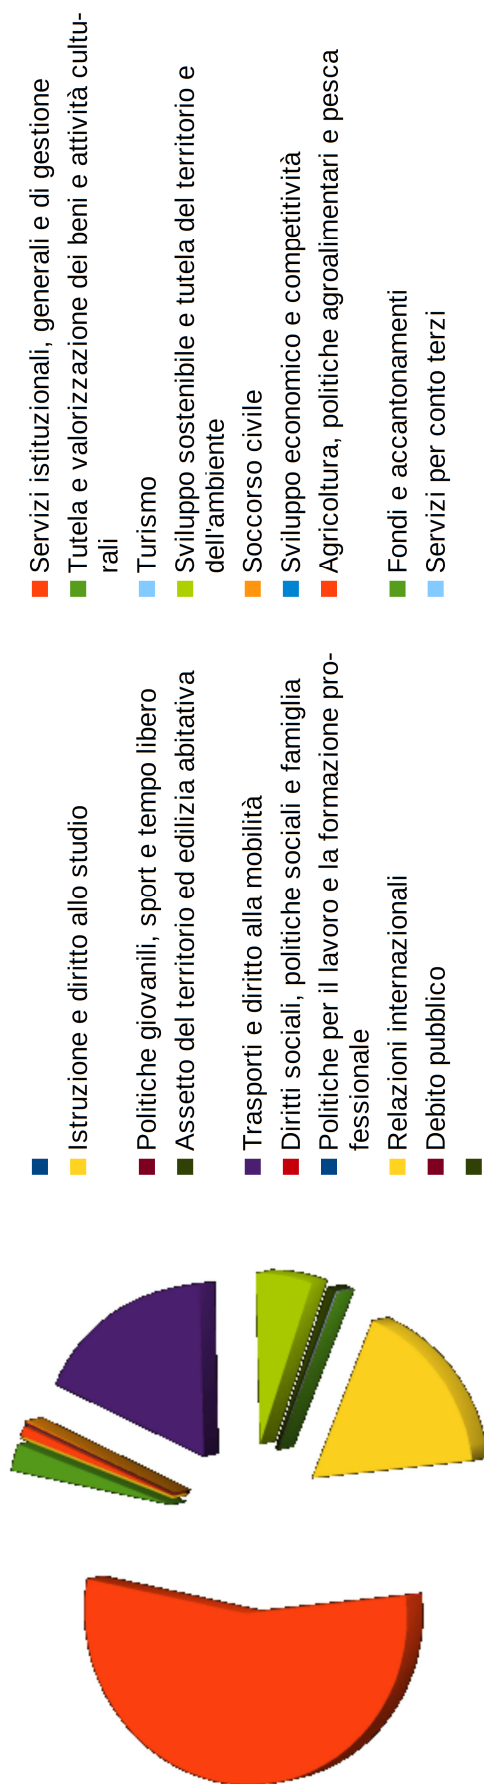 Servizi istituzionali, generali e di gestione
Istruzione e diritto allo studio
Tutela e valorizzazione dei beni e attività cultu-
rali
Politiche giovanili, sport e tempo libero
Turismo
Assetto del territorio ed edilizia abitativa
Sviluppo sostenibile e tutela del territorio e
dell'ambiente
Trasporti e diritto alla mobilità
Soccorso civile
Diritti sociali, politiche sociali e famiglia
Sviluppo economico e competitività
Politiche per il lavoro e la formazione pro-
fessionale
Agricoltura, politiche agroalimentari e pesca
Relazioni internazionali
Fondi e accantonamenti
Debito pubblico
Servizi per conto terzi